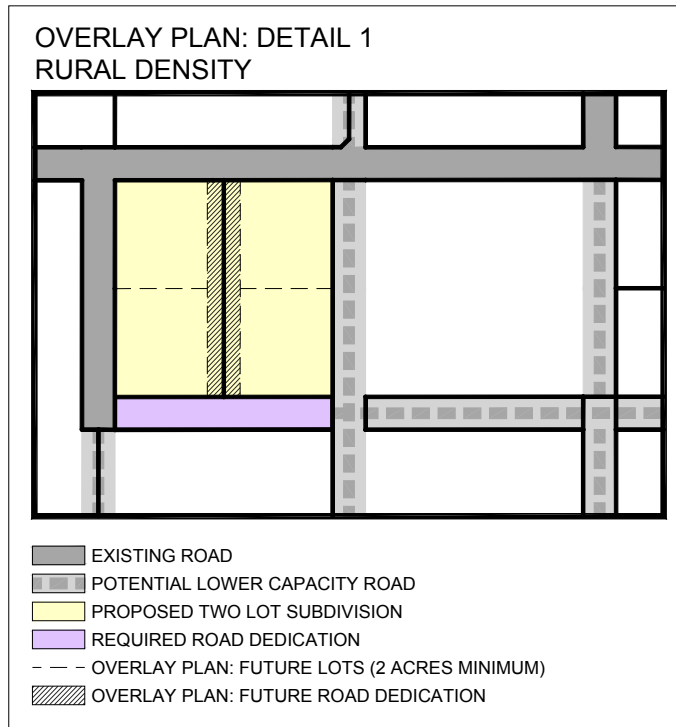 OVERLAY PLAN: DETAIL 1
RURAL DENSITY
EXISTING ROAD
POTENTIAL LOWER CAPACITY ROAD
PROPOSED TWO LOT SUBDIVISION
REQUIRED ROAD DEDICATION
OVERLAY PLAN: FUTURE LOTS (2 ACRES MINIMUM)
OVERLAY PLAN: FUTURE ROAD DEDICATION